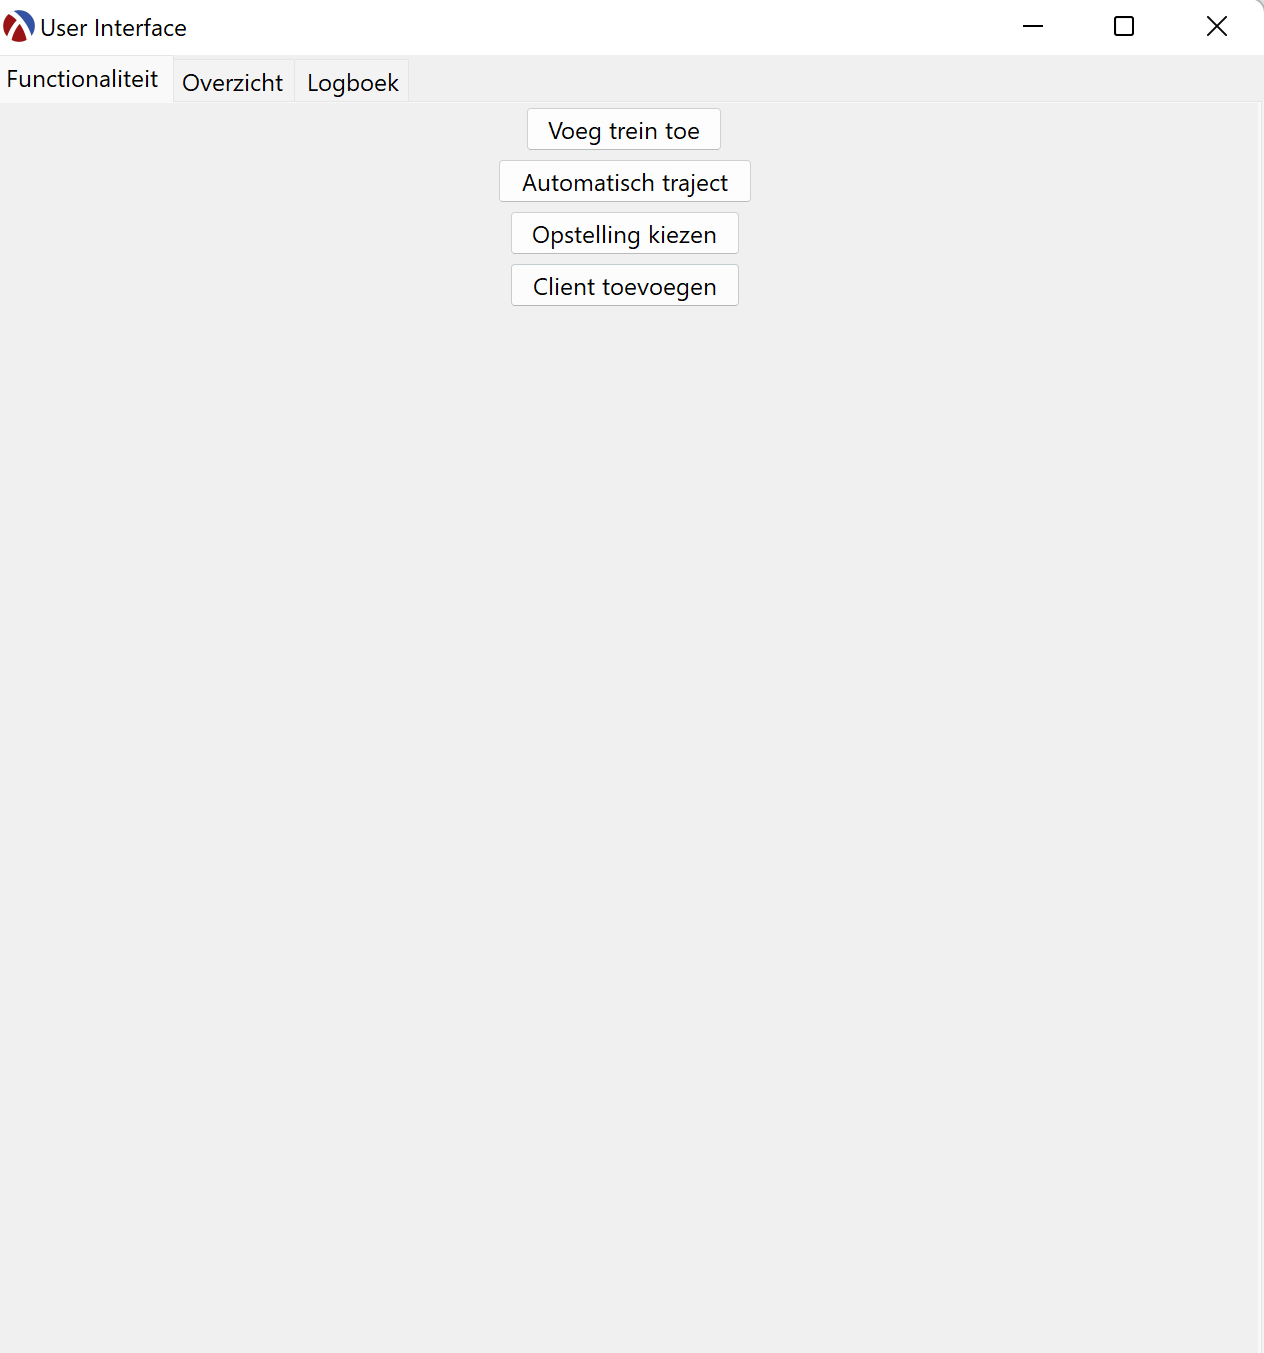 User Interface
Functionaliteit Overzicht Logboek
Voeg trein toe
Automatisch traject
Opstelling kiezen
Client toevoegen